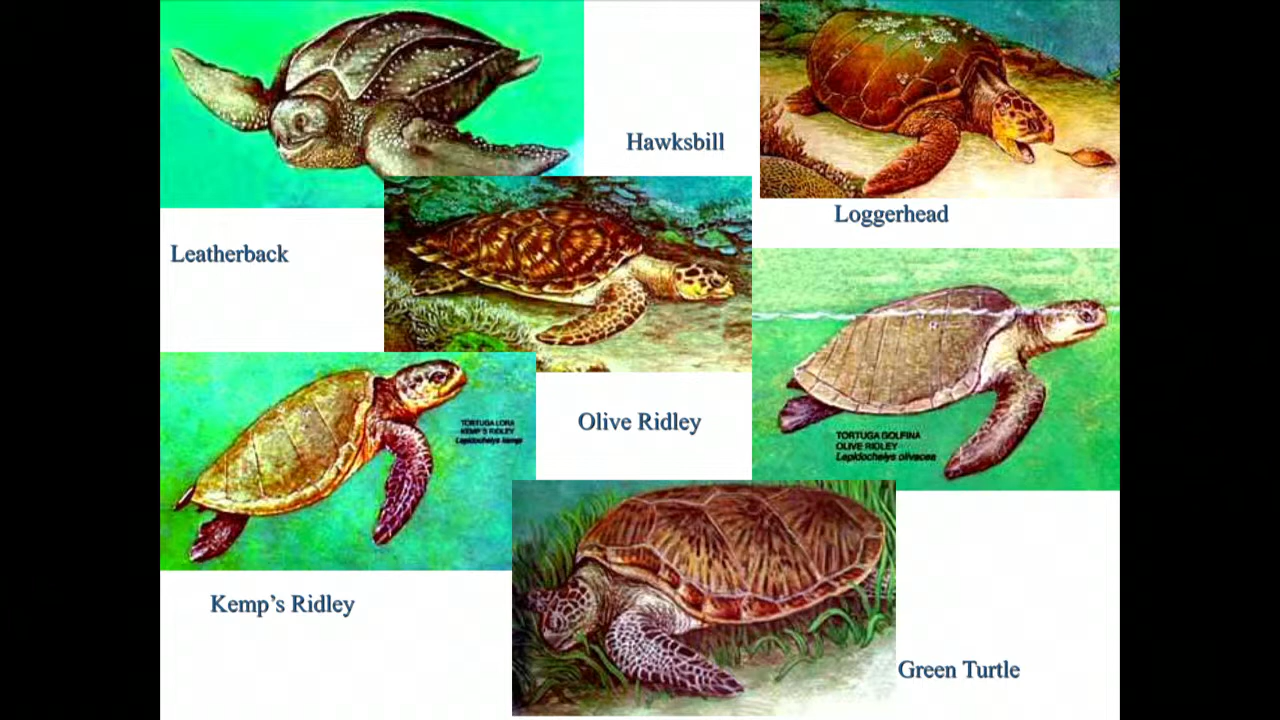 Hawksbill
Loggerhead
Leatherback
Olive Ridley
TORTUGA LORA
KEMP'S RIDLEY
Lepidochelys kempi
TORTUGA GOLFINA
OLIVE RIDLEY
Lepidochelys olivacea
Kemp’s Ridley
Green Turtle